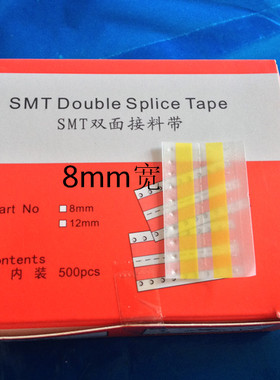 SMT Double Splice Tape
SMT双面接料带
8mm宽
art No
8mm
12mm
ontents
内装
500pcs